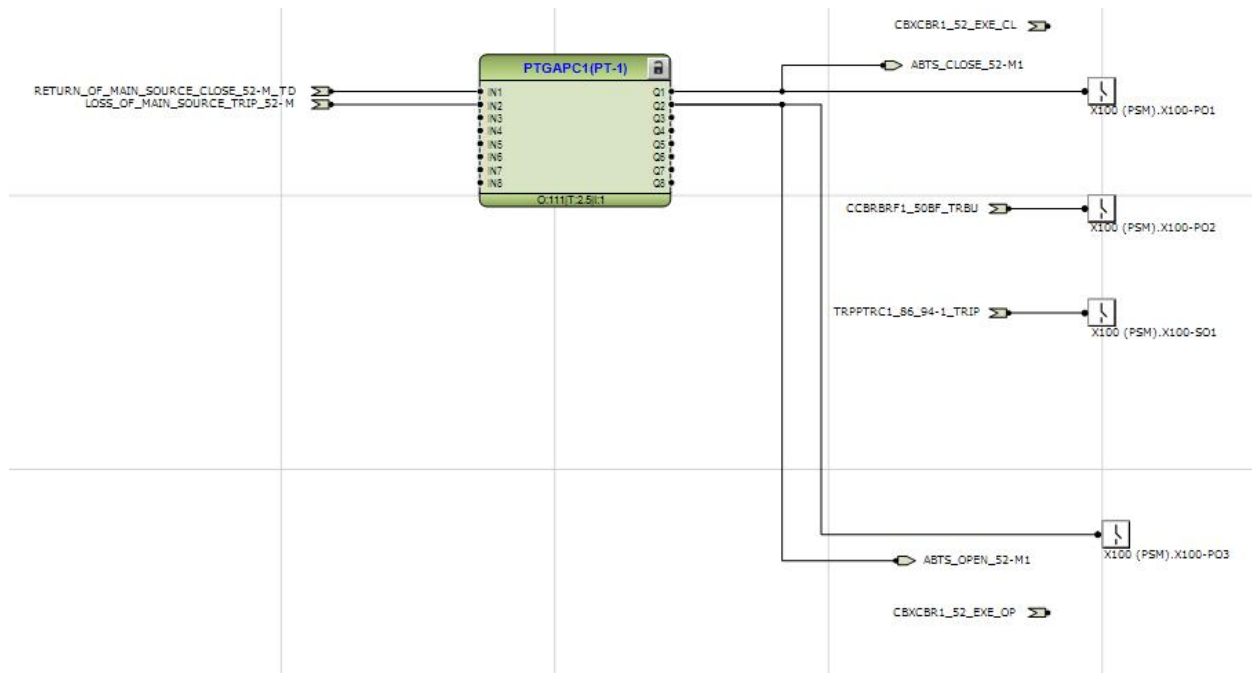 CBXCBR1_52_EXE_CL
PTGAPC1(PT-1)
ABTS_CLOSE_52-M1
RETURN_OF_MAIN_SOURCE_CLOSE_52-M_TD
LOSS_OF_MAIN_SOURCE_TRIP_52-M
IN1 Q1
IN2 Q2
IN3 Q3
IN4 Q4
IN5 Q5
IN6 Q6
IN7 Q7
IN8 Q8
O:111|T:2.5|I:1
X100 (PSM).X100-PO1
CCBRBRF1_50BF_TRBU
X100 (PSM).X100-PO2
TRPPTRC1_86_94-1_TRIP
X100 (PSM).X100-SO1
X100 (PSM).X100-PO3
ABTS_OPEN_52-M1
CBXCBR1_52_EXE_OP